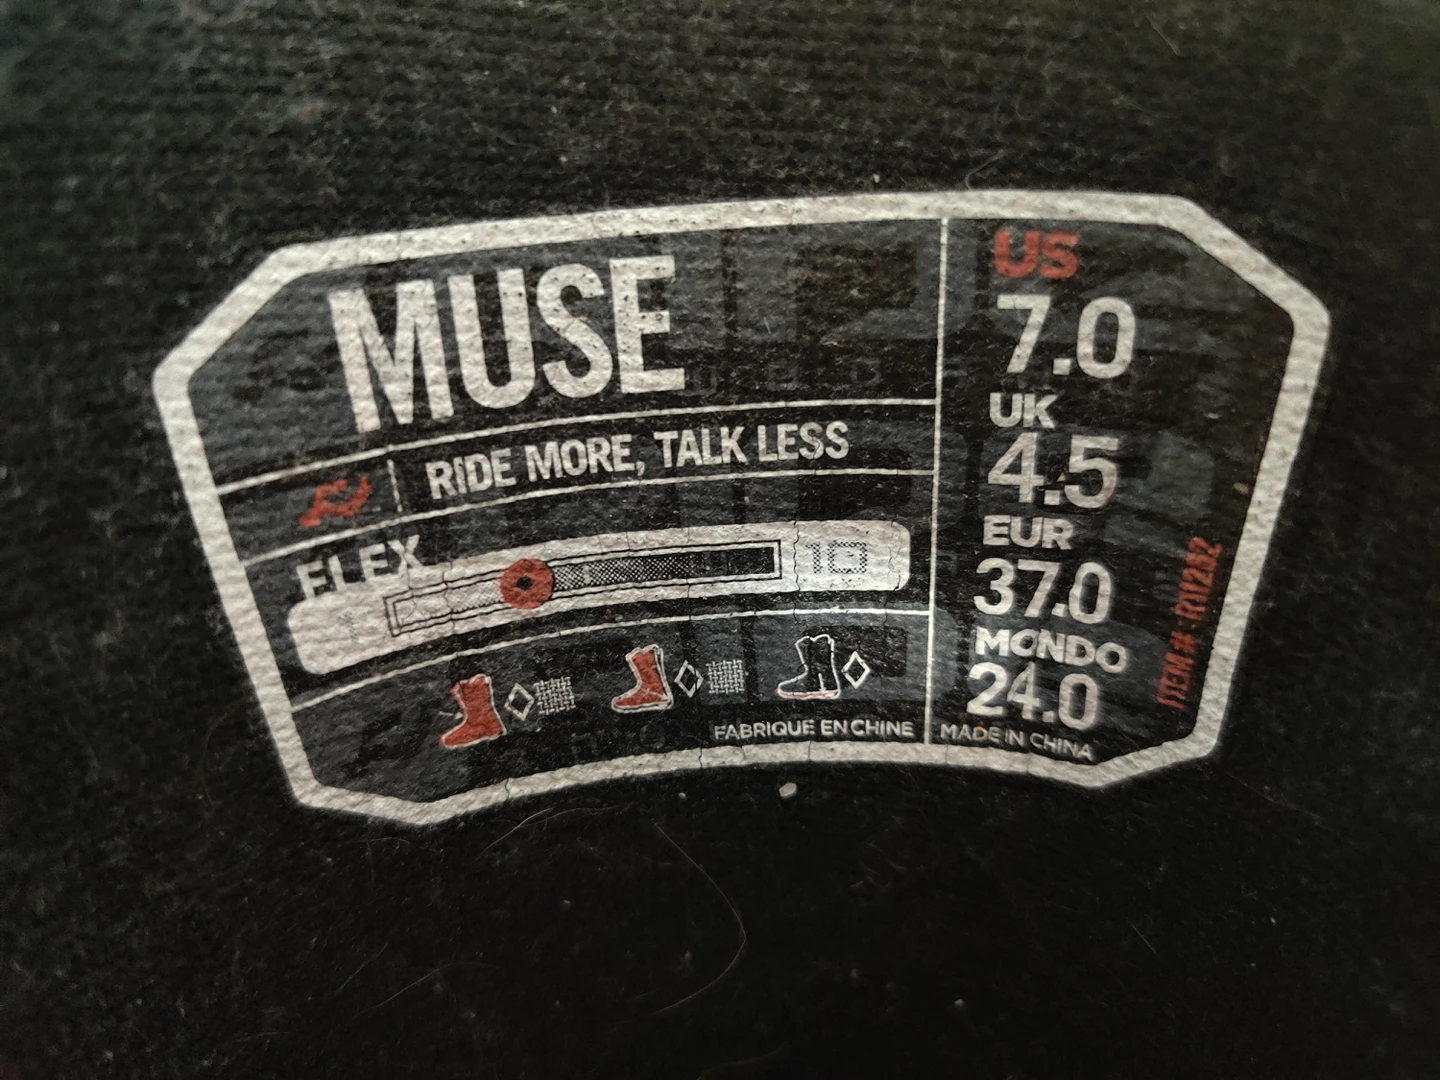 MUSE
RIDE MORE, TALK LESS
FLEX
1 10
FABRIQUE EN CHINE
US
7.0
UK
4.5
EUR
37.0
MONDO
24.0
MADE IN CHINA